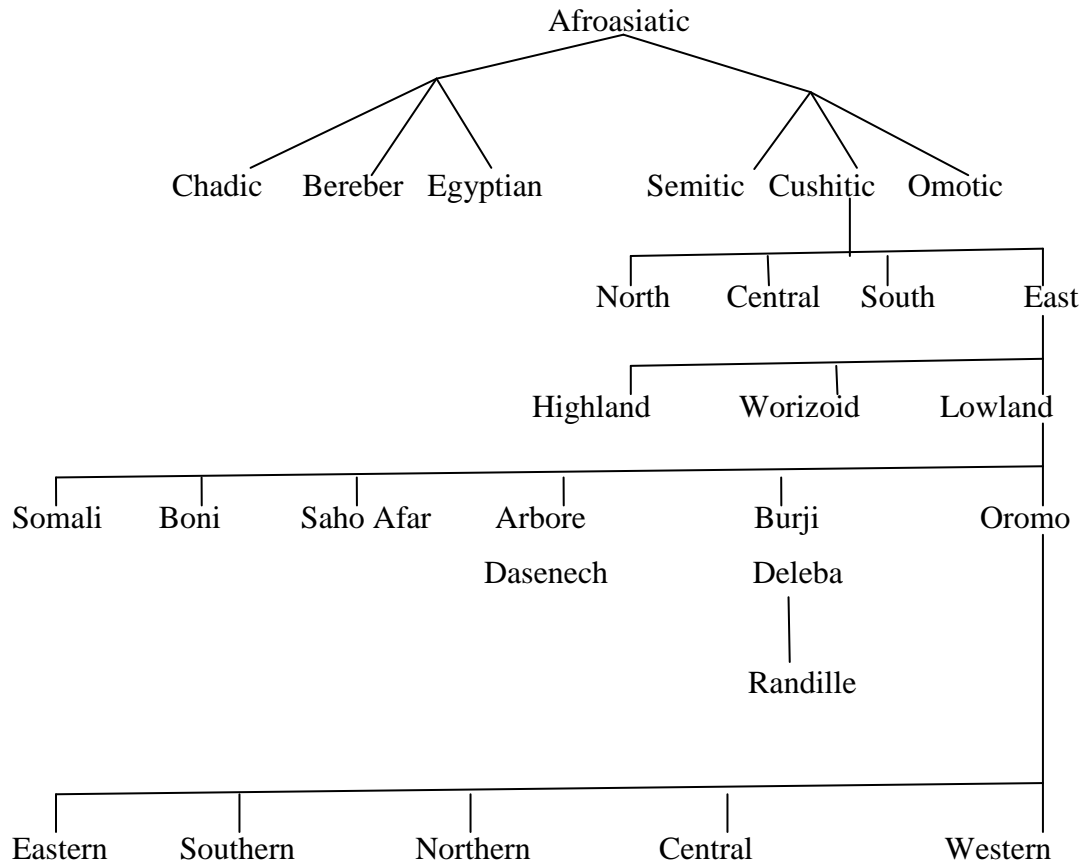 Afroasiatic
Chadic Bereber Egyptian Semitic Cushitic Omotic
North Central South East
Highland Worizoid Lowland
Somali Boni Saho Afar Arbore Burji Oromo
Dasenech Deleba
Randille
Eastern Southern Northern Central Western